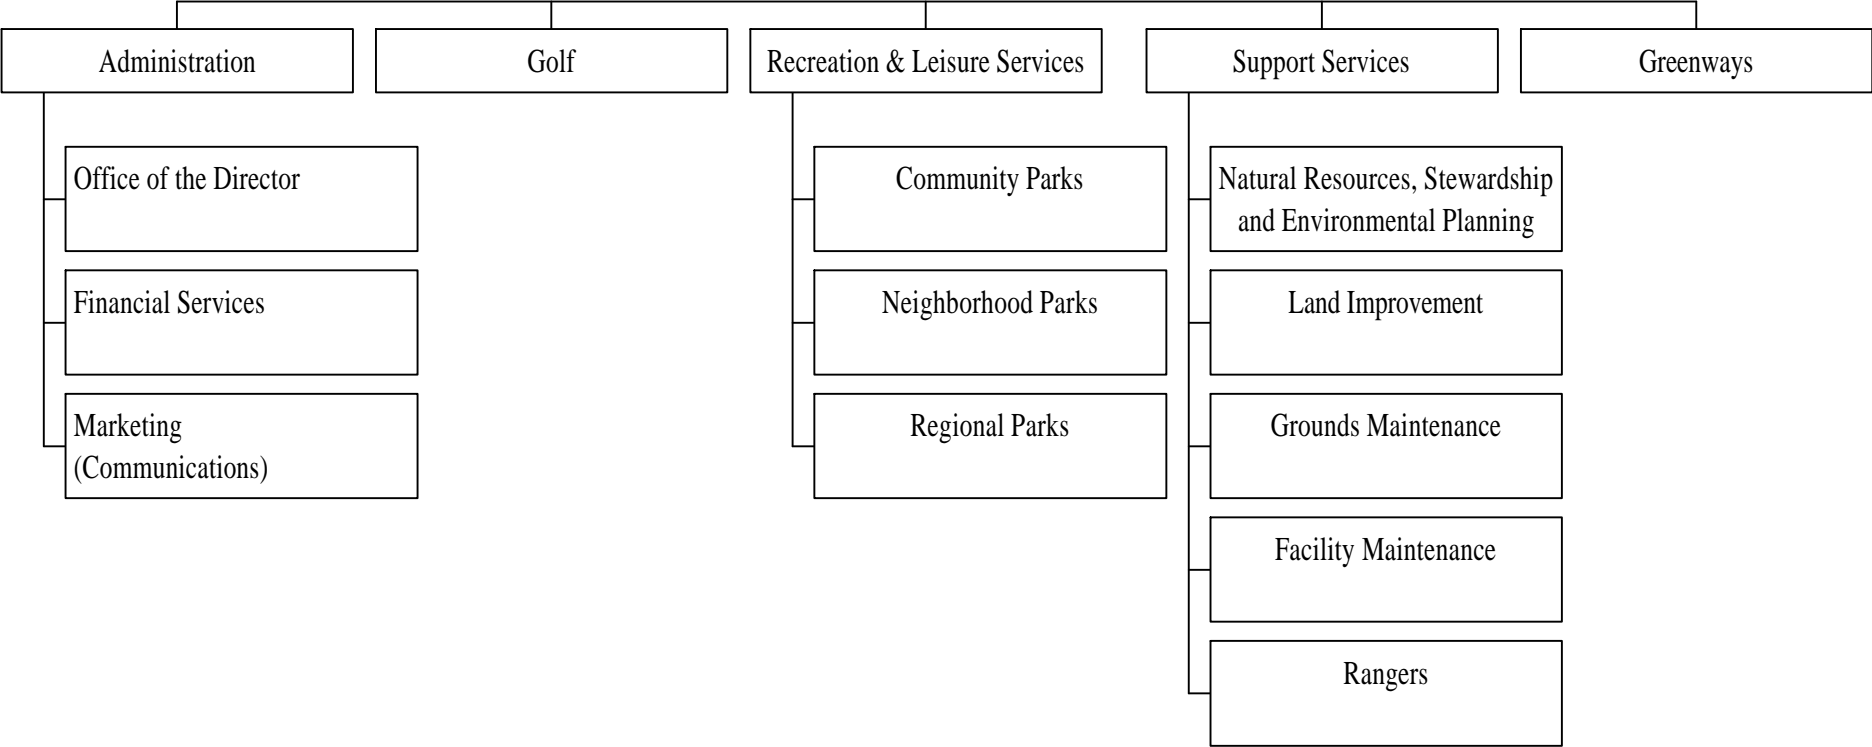 Administration
Golf
Recreation & Leisure Services
Support Services
Greenways
Office of the Director
Financial Services
Marketing
(Communications)
Community Parks
Neighborhood Parks
Regional Parks
Natural Resources, Stewardship
and Environmental Planning
Land Improvement
Grounds Maintenance
Facility Maintenance
Rangers